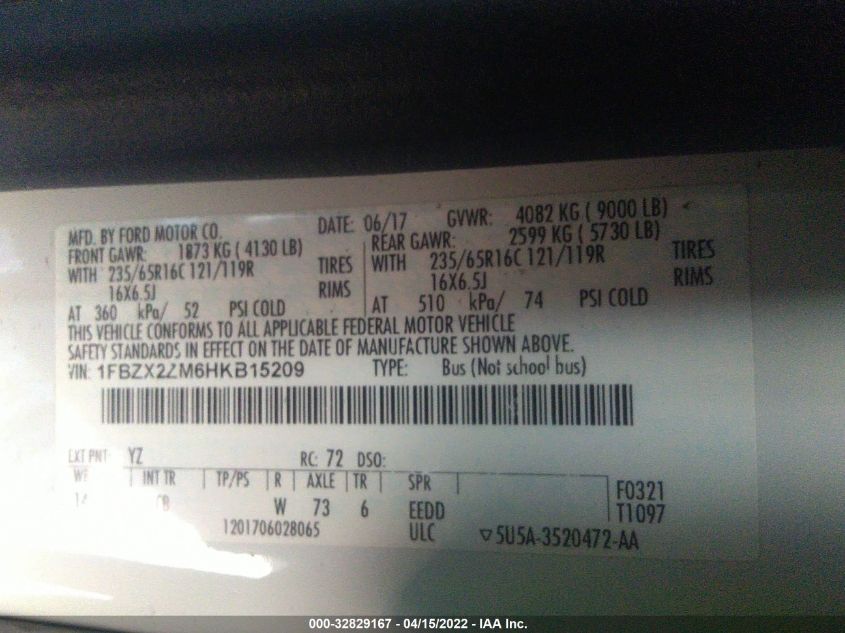 MFD. BY FORD MOTOR CO. DATE: 06/17 GVWR: 4082 KG ( 9000 LB)
FRONT GAWR: 1873 KG ( 4130 LB) REAR GAWR: 2599 KG ( 5730 LB)
WITH 235/65R16C 121/119R TIRES WITH 235/65R16C 121/119R TIRES
16X6.5J RIMS 16X6.5J RIMS
AT 360 kPa/ 52 PSI COLD AT 510 kPa/ 74 PSI COLD
THIS VEHICLE CONFORMS TO ALL APPLICABLE FEDERAL MOTOR VEHICLE
SAFETY STANDARDS IN EFFECT ON THE DATE OF MANUFACTURE SHOWN ABOVE.
VIN: 1FBZX2ZM6HKB15209 TYPE: Bus (Not school bus)
EXT PNT: YZ RC: 72 DSO:
INT TR TP/PS R AXLE TR SPR F0321
W 73 6 EEDD T1097
1201706028065 ULC ▽5U5A-3520472-AA
000-32829167 - 04/15/2022 - IAA Inc.